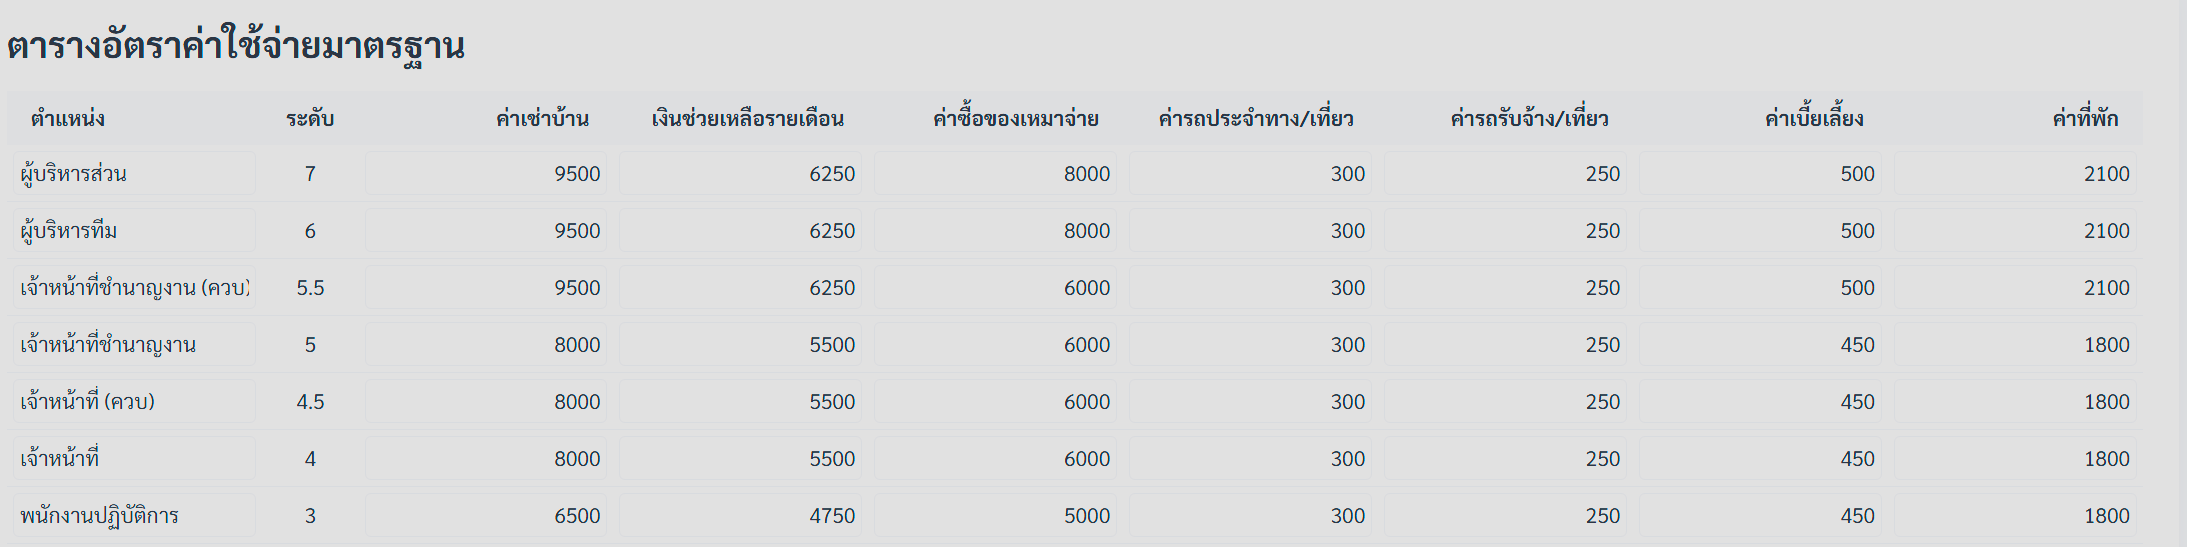 ตารางอัตราค่าใช้จ่ายมาตรฐาน
ตำแหน่ง ระดับ ค่าเช่าบ้าน เงินช่วยเหลือรายเดือน ค่าซื้อของเหมาจ่าย ค่ารถประจำทาง/เที่ยว ค่ารถรับจ้าง/เที่ยว ค่าเบี้ยเลี้ยง ค่าที่พัก
ผู้บริหารส่วน 7 9500 6250 8000 300 250 500 2100
ผู้บริหารทีม 6 9500 6250 8000 300 250 500 2100
เจ้าหน้าที่ชำนาญงาน (ควบ) 5.5 9500 6250 6000 300 250 500 2100
เจ้าหน้าที่ชำนาญงาน 5 8000 5500 6000 300 250 450 1800
เจ้าหน้าที่ (ควบ) 4.5 8000 5500 6000 300 250 450 1800
เจ้าหน้าที่ 4 8000 5500 6000 300 250 450 1800
พนักงานปฏิบัติการ 3 6500 4750 5000 300 250 450 1800